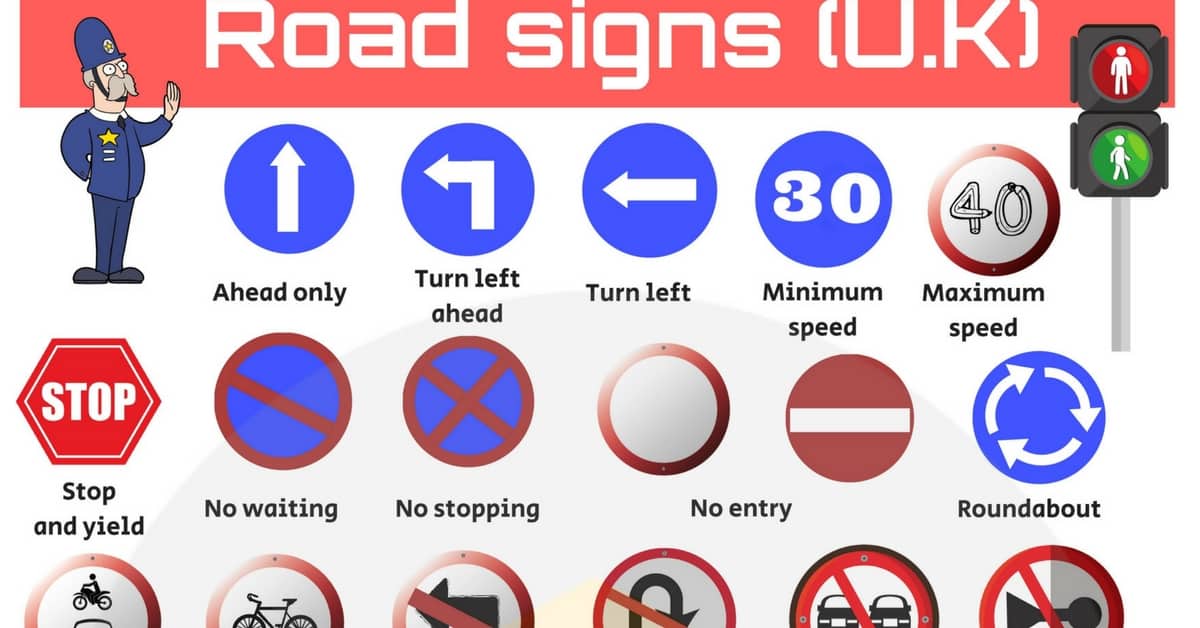 Road signs (U.K)
30
40
Ahead only
Turn left
ahead
Turn left
Minimum
speed
Maximum
speed
STOP
Stop
and yield
No waiting
No stopping
No entry
Roundabout